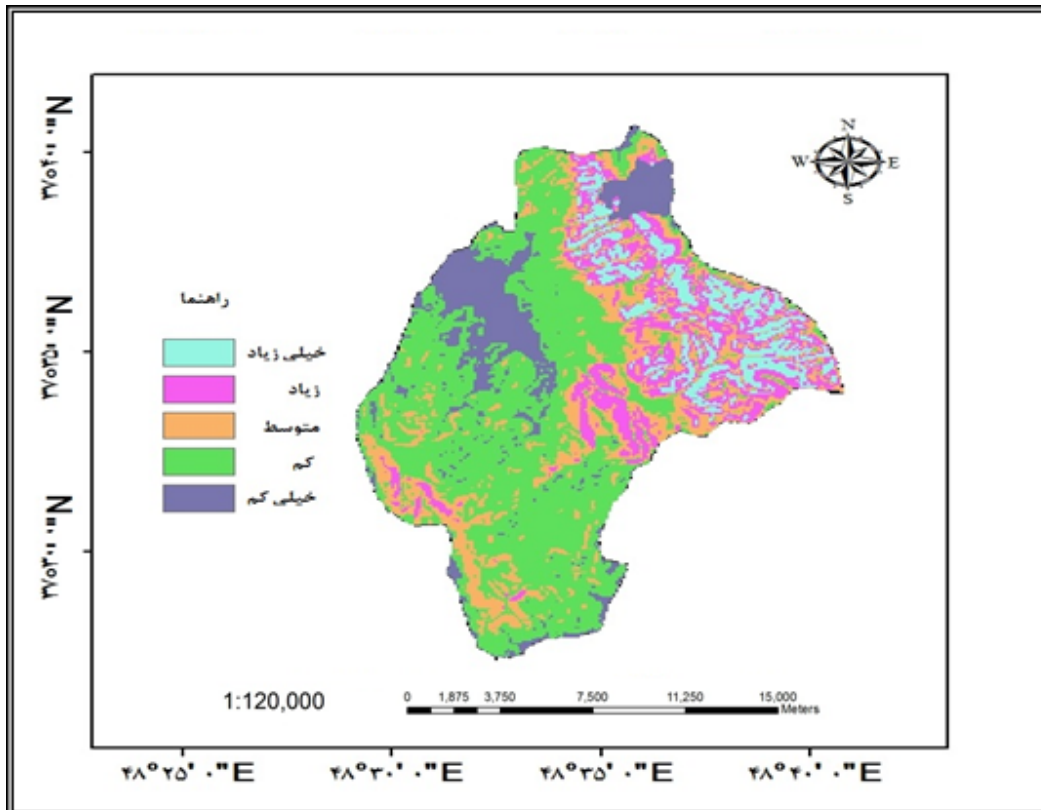 N
W E
S
۳۷°۴۰'۰"N
۳۷°۳۵'۰"N
۳۷°۳۰'۰"N
راهنما
خیلی زیاد
زیاد
متوسط
کم
خیلی کم
1:120,000
0 1,875 3,750 7,500 11,250 15,000
Meters
۴۸°۲۵'۰"E ۴۸°۳۰'۰"E ۴۸°۳۵'۰"E ۴۸°۴۰'۰"E